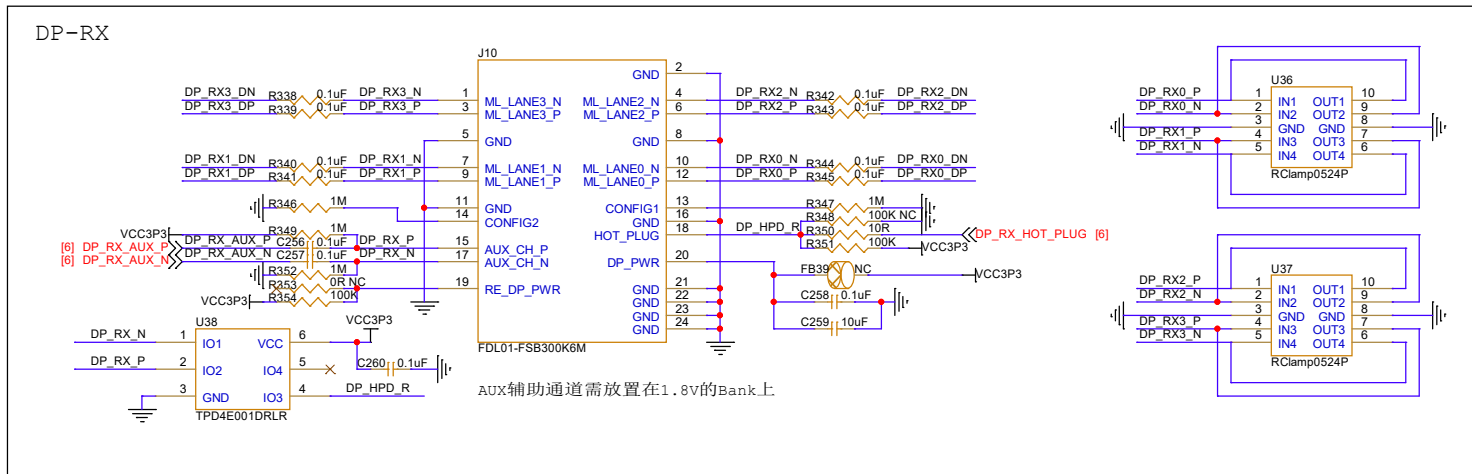 DP-RX
J10
2 GND
DP_RX3_DN R338 0.1uF DP_RX3_N 1 ML_LANE3_N
DP_RX3_DP R339 0.1uF DP_RX3_P 3 ML_LANE3_P
ML_LANE2_N 4 DP_RX2_N R342 0.1uF DP_RX2_DN
ML_LANE2_P 6 DP_RX2_P R343 0.1uF DP_RX2_DP
5 GND
GND 8
DP_RX1_DN R340 0.1uF DP_RX1_N 7 ML_LANE1_N
DP_RX1_DP R341 0.1uF DP_RX1_P 9 ML_LANE1_P
ML_LANE0_N 10 DP_RX0_N R344 0.1uF DP_RX0_DN
ML_LANE0_P 12 DP_RX0_P R345 0.1uF DP_RX0_DP
R346 1M 11 GND
14 CONFIG2
CONFIG1 13 R347 1M
GND 16 R348 100K NC
HOT_PLUG 18 DP_HPD_R R350 10R DP_RX_HOT_PLUG [6]
R351 100K VCC3P3
VCC3P3 R349 1M
[6] DP_RX_AUX_P DP_RX_AUX_P C256 0.1uF DP_RX_P 15 AUX_CH_P
[6] DP_RX_AUX_N DP_RX_AUX_N C257 0.1uF DP_RX_N 17 AUX_CH_N
R352 1M
R353 0R NC
VCC3P3 R354 100K 19 RE_DP_PWR
DP_PWR 20 FB39 NC VCC3P3
C258 0.1uF
C259 10uF
GND 21
GND 22
GND 23
GND 24
FDL01-FSB300K6M
U38
DP_RX_N 1 IO1 VCC 6 VCC3P3
DP_RX_P 2 IO2 IO4 5 C260 0.1uF
3 GND IO3 4 DP_HPD_R
TPD4E001DRLR
AUX辅助通道需放置在1.8V的Bank上
U36
DP_RX0_P 1 IN1 OUT1 10
DP_RX0_N 2 IN2 OUT2 9
3 GND GND 8
DP_RX1_P 4 IN3 OUT3 7
DP_RX1_N 5 IN4 OUT4 6
RClamp0524P
U37
DP_RX2_P 1 IN1 OUT1 10
DP_RX2_N 2 IN2 OUT2 9
3 GND GND 8
DP_RX3_P 4 IN3 OUT3 7
DP_RX3_N 5 IN4 OUT4 6
RClamp0524P